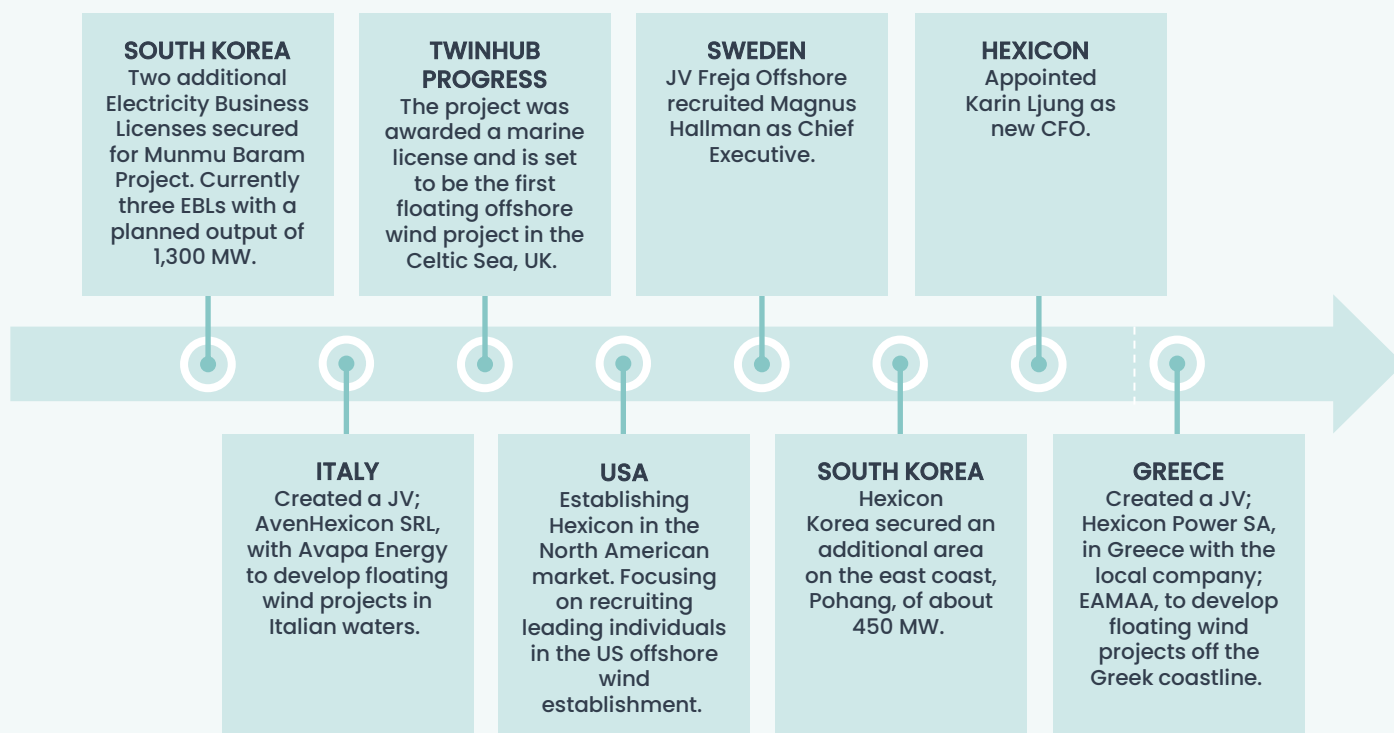 SOUTH KOREA
Two additional
Electricity Business
Licenses secured
for Munmu Baram
Project. Currently
three EBLs with a
planned output of
1,300 MW.
TWINHUB
PROGRESS
The project was
awarded a marine
license and is set
to be the first
floating offshore
wind project in the
Celtic Sea, UK.
SWEDEN
JV Freja Offshore
recruited Magnus
Hallman as Chief
Executive.
HEXICON
Appointed
Karin Ljung as
new CFO.
ITALY
Created a JV;
AvenHexicon SRL,
with Avapa Energy
to develop floating
wind projects in
Italian waters.
USA
Establishing
Hexicon in the
North American
market. Focusing
on recruiting
leading individuals
in the US offshore
wind
establishment.
SOUTH KOREA
Hexicon
Korea secured an
additional area
on the east coast,
Pohang, of about
450 MW.
GREECE
Created a JV;
Hexicon Power SA,
in Greece with the
local company;
EAMAA, to develop
floating wind
projects off the
Greek coastline.